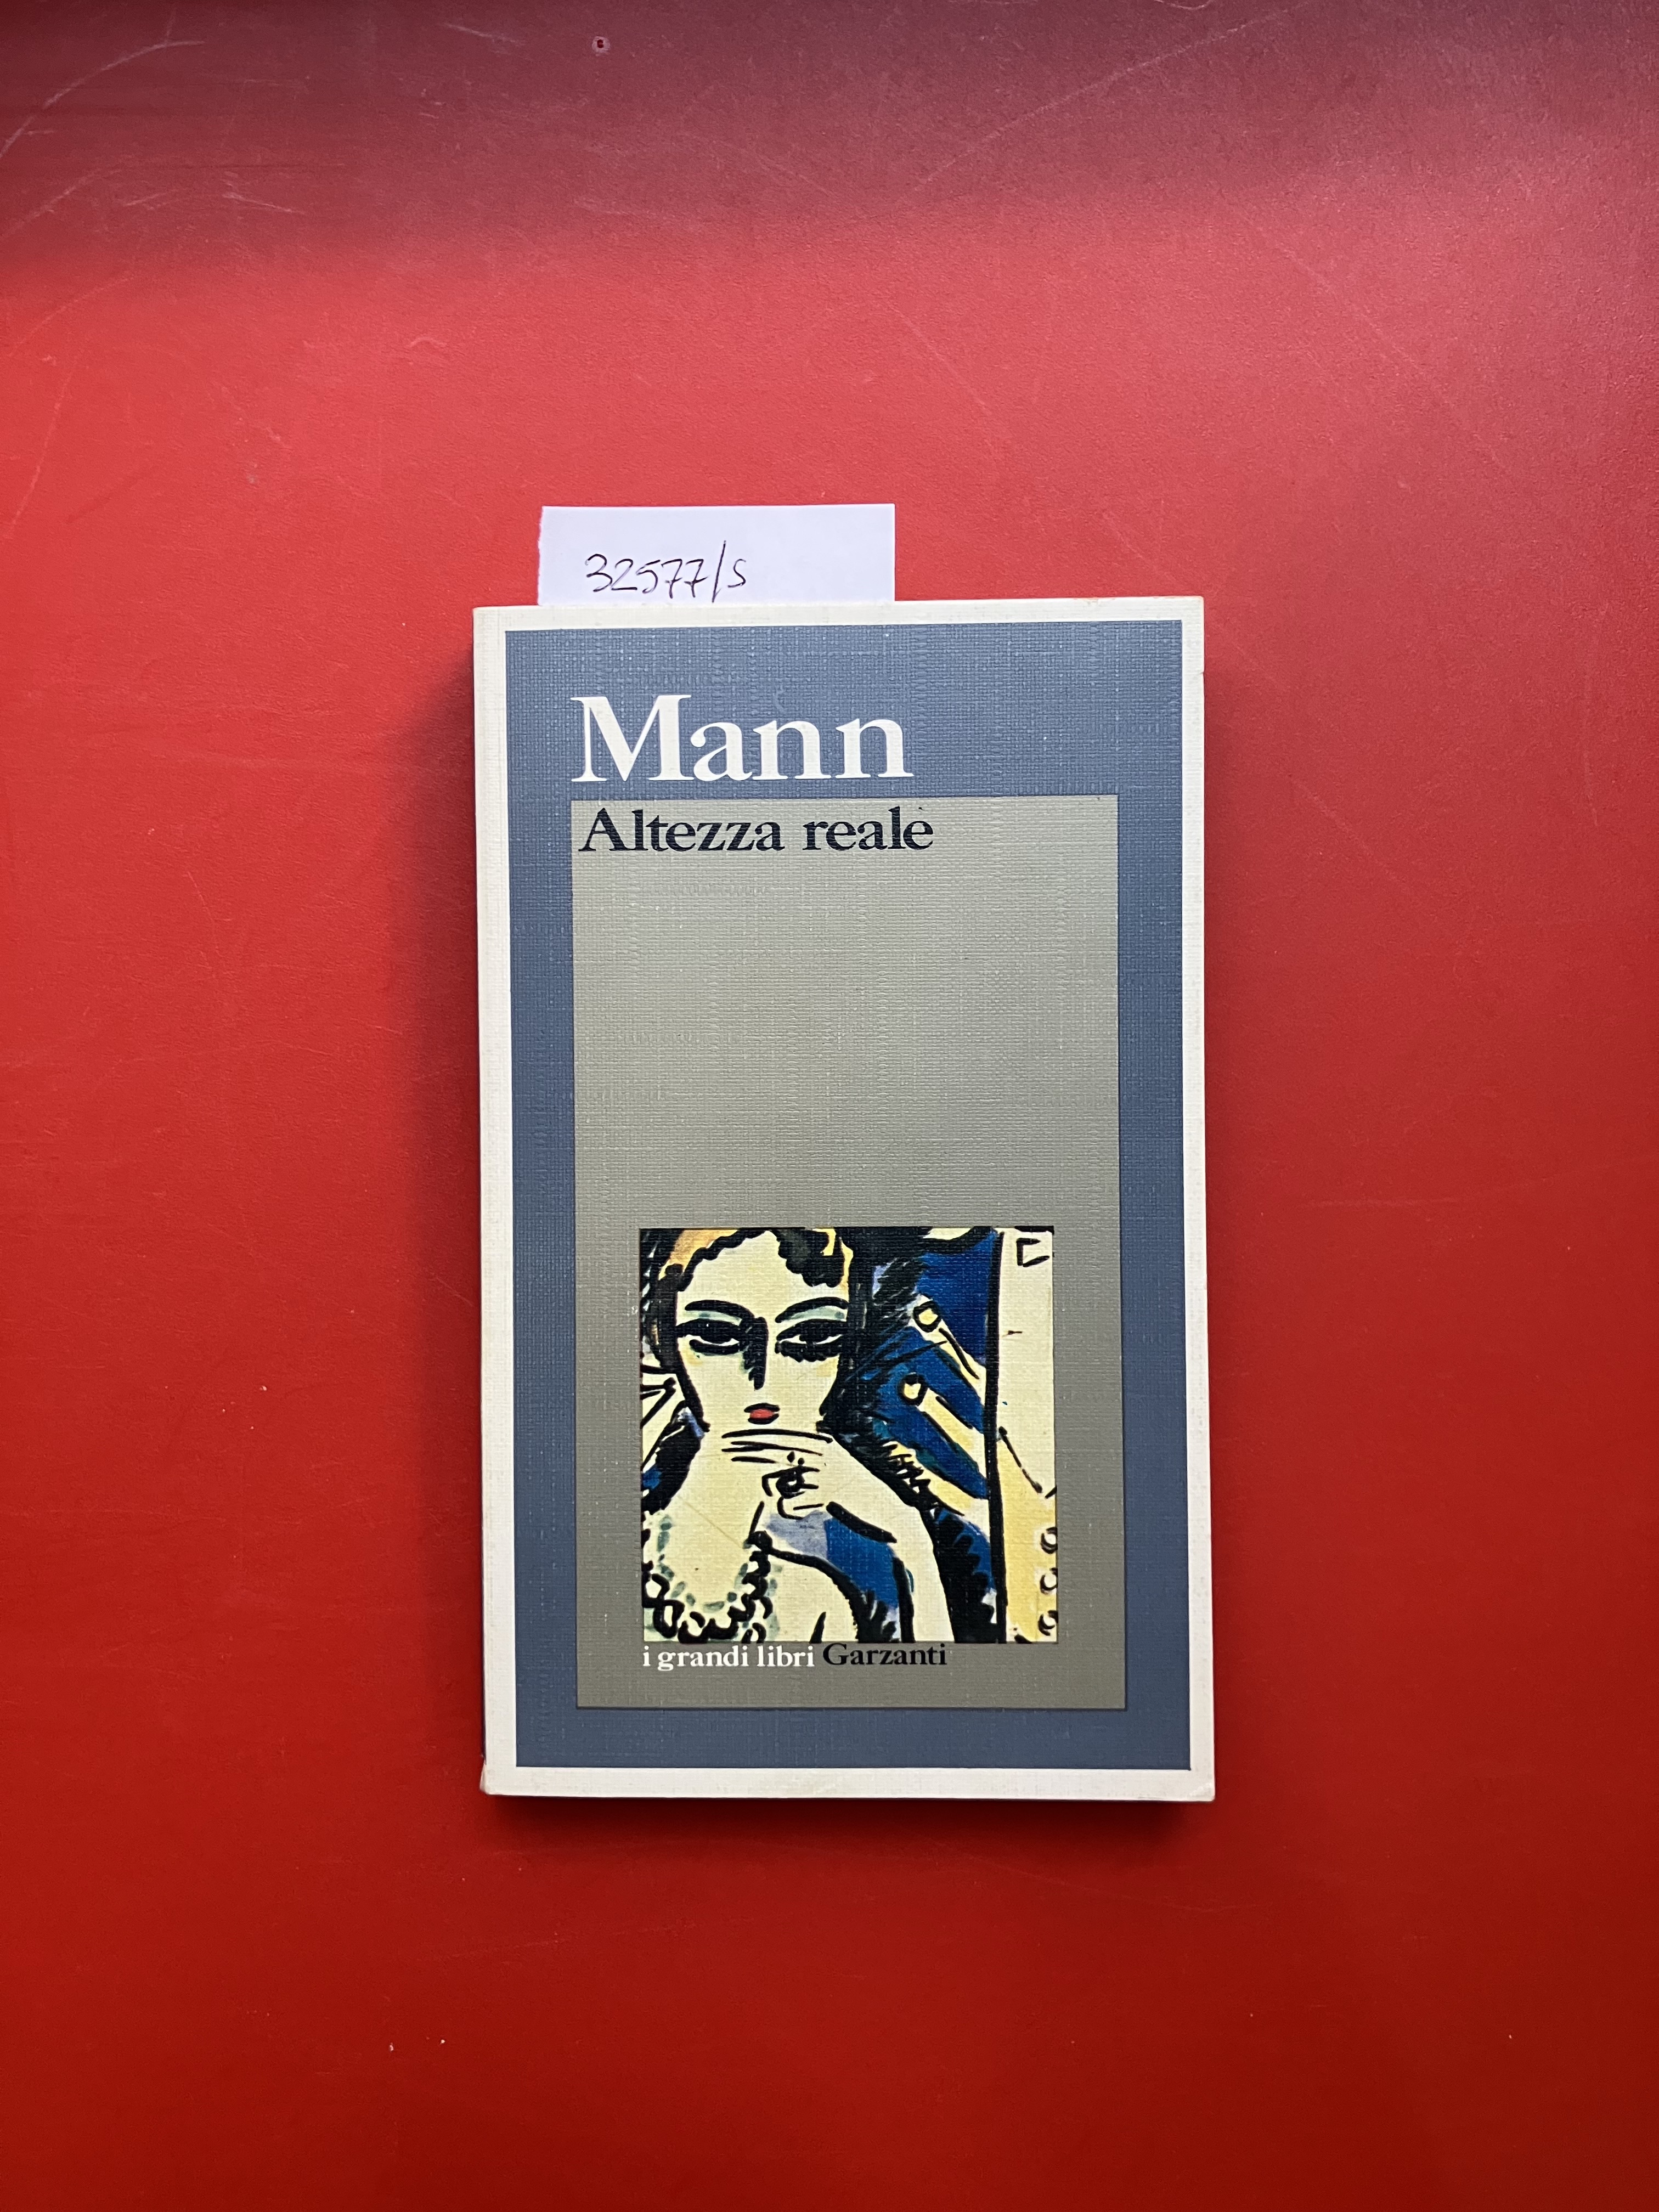 32577/s
Mann
Altezza reale
i grandi libri Garzanti